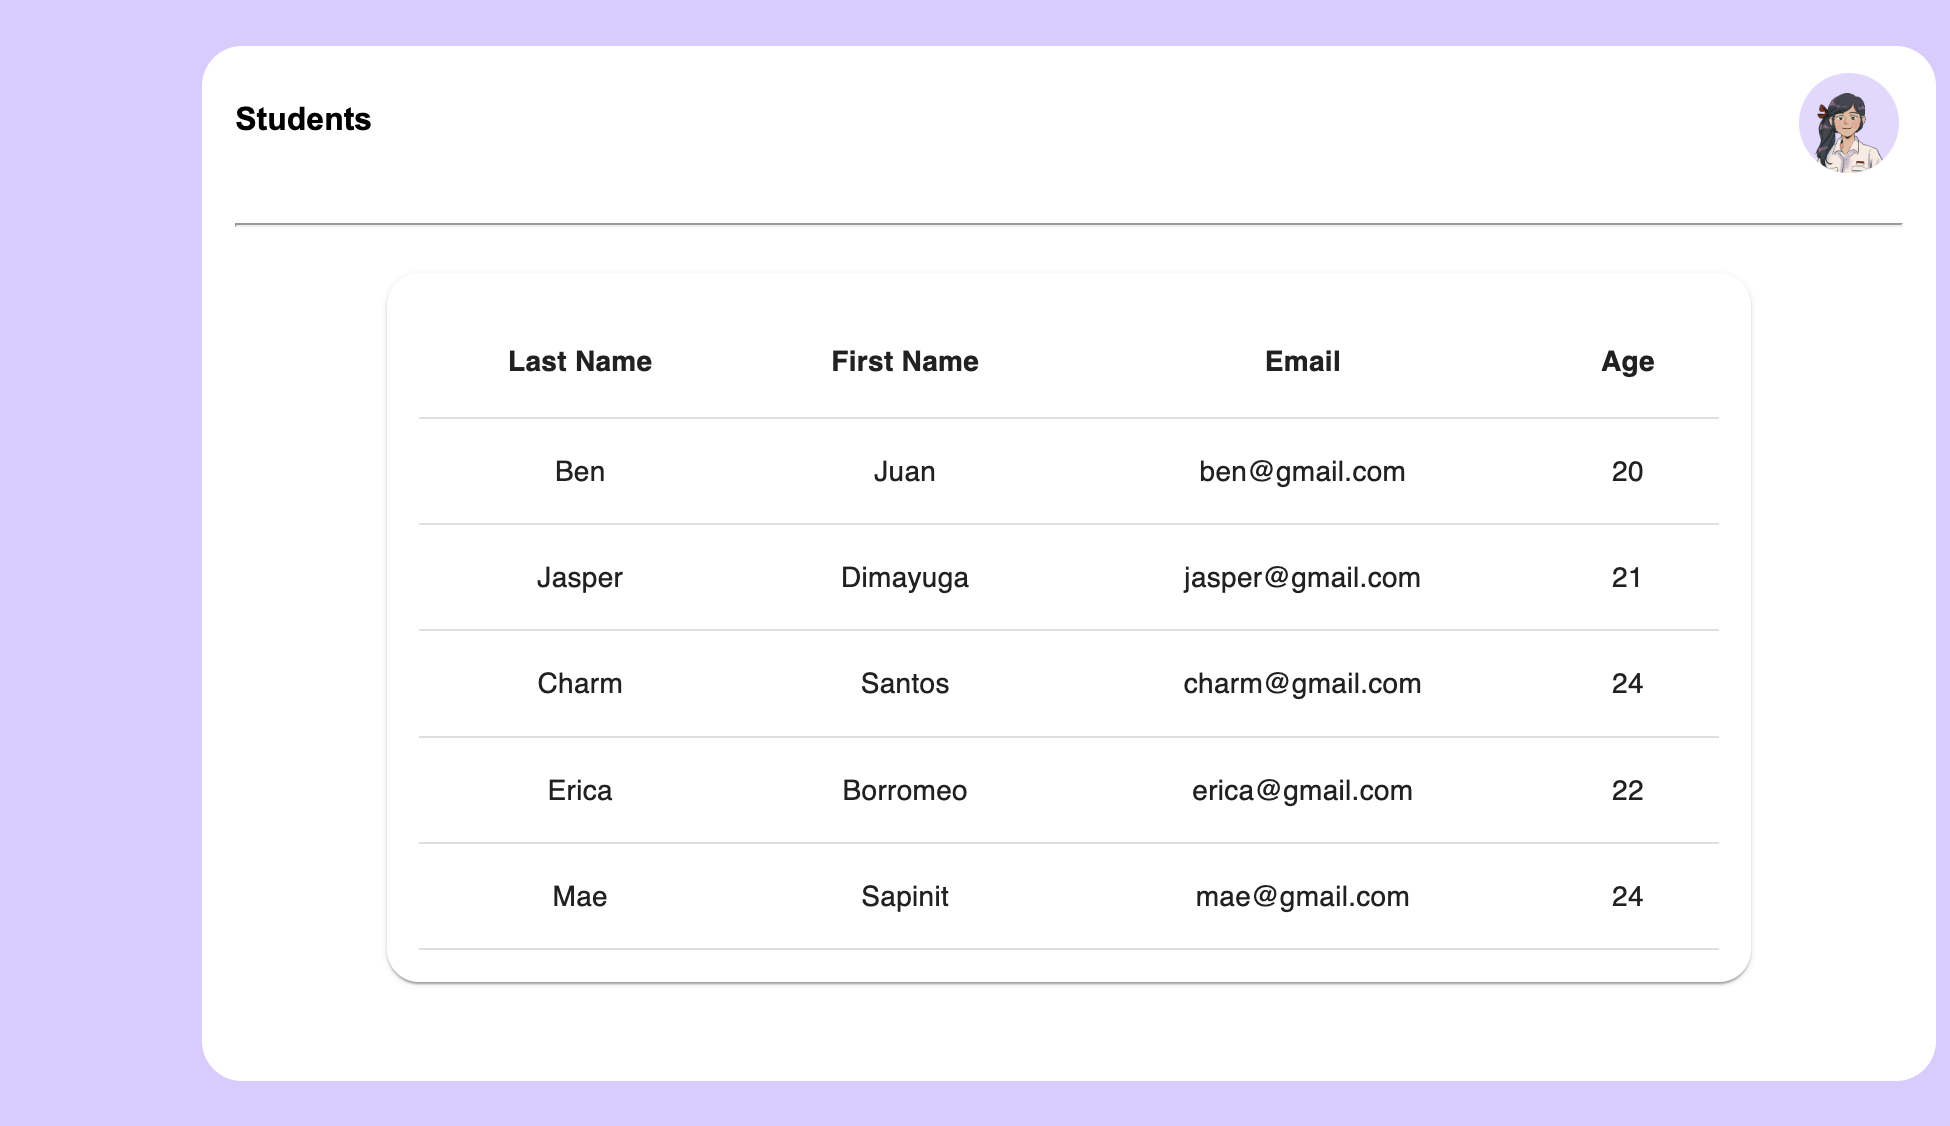 Students
Last Name First Name Email Age
Ben Juan ben@gmail.com 20
Jasper Dimayuga jasper@gmail.com 21
Charm Santos charm@gmail.com 24
Erica Borromeo erica@gmail.com 22
Mae Sapinit mae@gmail.com 24